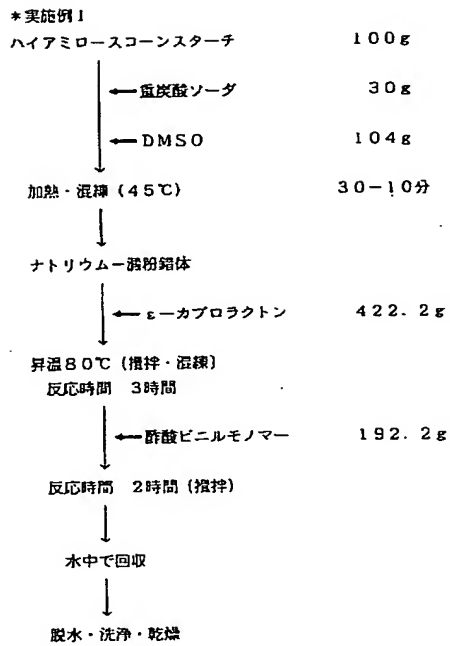 *実施例1
ハイアミロースコーンスターチ 100g
重炭酸ソーダ 30g
DMSO 104g
加熱・混練(45℃) 30-10分
ナトリウムー澱粉錯体
ε-カプロラクトン 422.2g
昇温80℃(攪拌・混練)
反応時間 3時間
酢酸ビニルモノマー 192.2g
反応時間 2時間(攪拌)
水中で回収
脱水・洗浄・乾燥